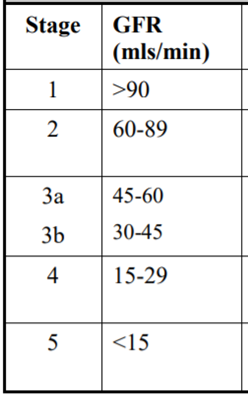 Stage GFR
(mls/min)
1 >90
2 60-89
3a 45-60
3b 30-45
4 15-29
5 <15